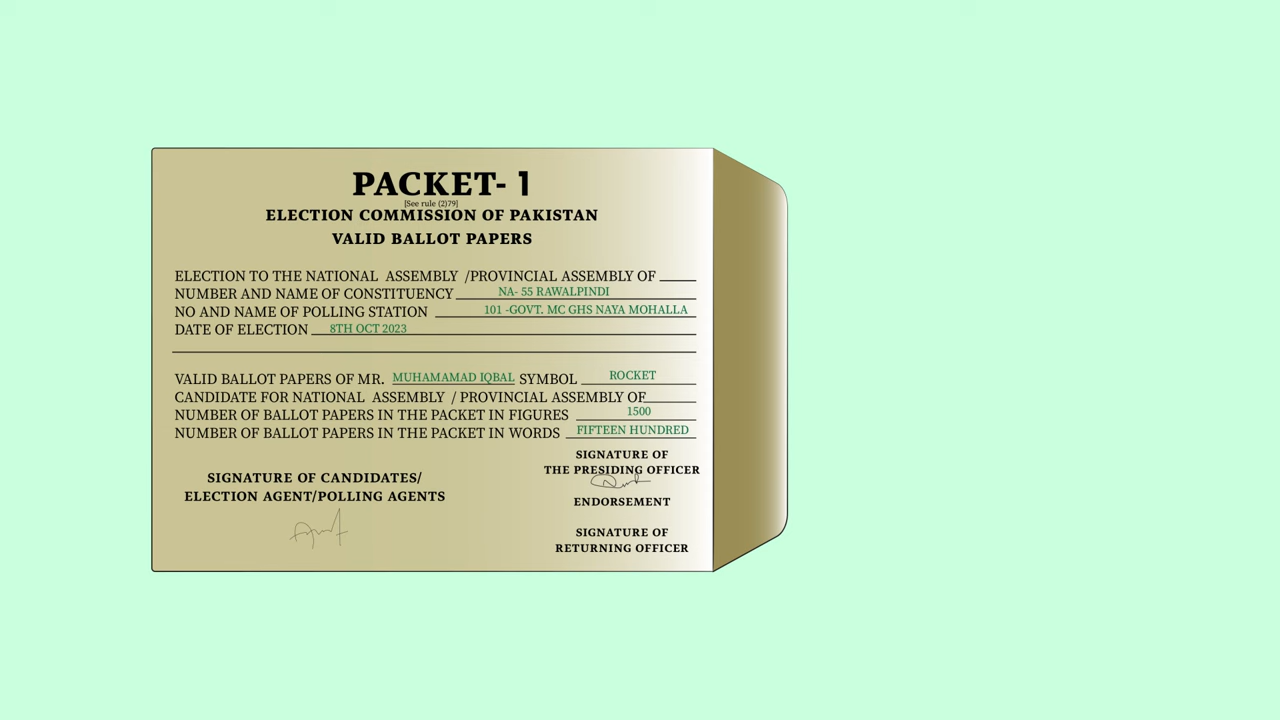 PACKET- 1
[See rule (2)79]
ELECTION COMMISSION OF PAKISTAN
VALID BALLOT PAPERS
ELECTION TO THE NATIONAL ASSEMBLY /PROVINCIAL ASSEMBLY OF
NUMBER AND NAME OF CONSTITUENCY NA- 55 RAWALPINDI
NO AND NAME OF POLLING STATION 101 -GOVT. MC GHS NAYA MOHALLA
DATE OF ELECTION 8TH OCT 2023
VALID BALLOT PAPERS OF MR. MUHAMAMAD IQBAL SYMBOL ROCKET
CANDIDATE FOR NATIONAL ASSEMBLY / PROVINCIAL ASSEMBLY OF
NUMBER OF BALLOT PAPERS IN THE PACKET IN FIGURES 1500
NUMBER OF BALLOT PAPERS IN THE PACKET IN WORDS FIFTEEN HUNDRED
SIGNATURE OF CANDIDATES/
ELECTION AGENT/POLLING AGENTS
SIGNATURE OF
THE PRESIDING OFFICER
ENDORSEMENT
SIGNATURE OF
RETURNING OFFICER